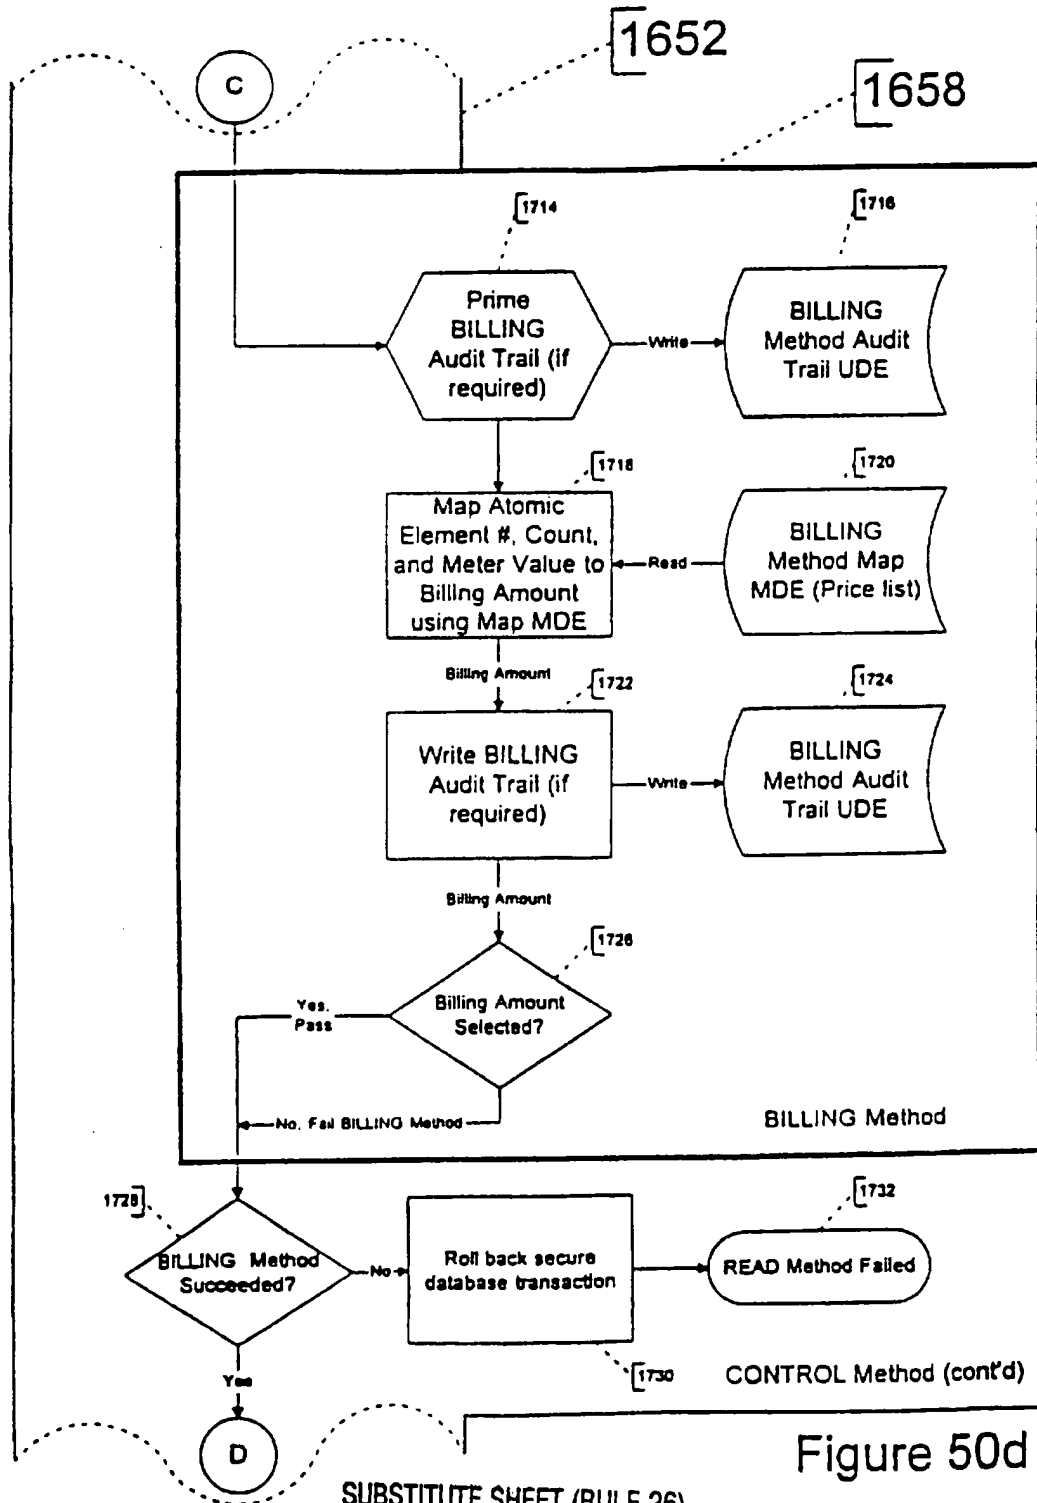 1652
C
1658
1714
1716
Prime
BILLING
Audit Trail (if
required)
Write
BILLING
Method Audit
Trail UDE
1718
1720
Map Atomic
Element #, Count,
and Meter Value to
Billing Amount
using Map MDE
Read
BILLING
Method Map
MDE (Price list)
Billing Amount
1722
1724
Write BILLING
Audit Trail (if
required)
Write
BILLING
Method Audit
Trail UDE
Billing Amount
1726
Billing Amount
Selected?
Yes.
Pass
No. Fail BILLING Method
BILLING Method
1728
1732
BILLING Method
Succeeded?
No
Roll back secure
database transaction
READ Method Failed
1730
CONTROL Method (cont'd)
Yes
D
Figure 50d
SUBSTITUTE SHEET (RULE 26)